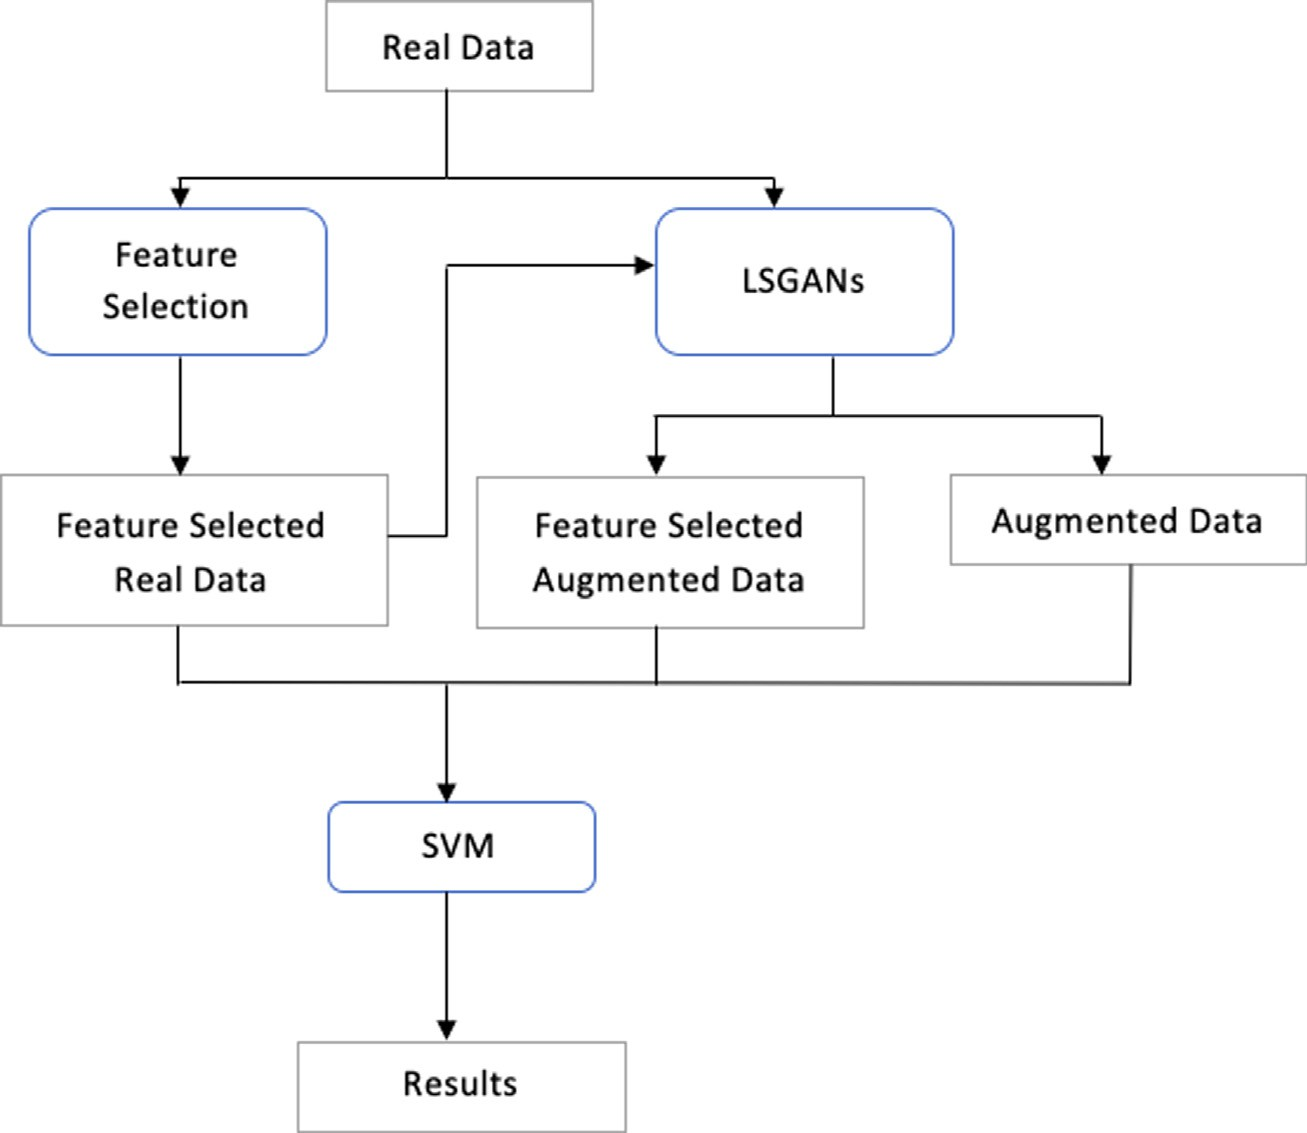 Real Data
Feature
Selection
LSGANs
Feature Selected
Real Data
Feature Selected
Augmented Data
Augmented Data
SVM
Results